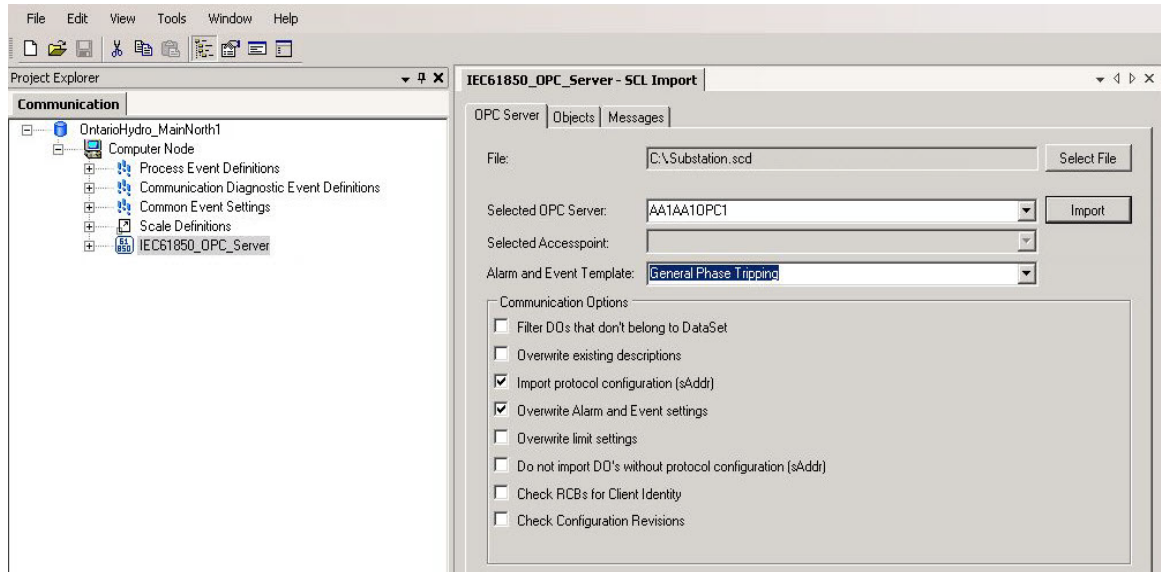 File Edit View Tools Window Help
Project Explorer
Communication
OntarioHydro_MainNorth1
Computer Node
Process Event Definitions
Communication Diagnostic Event Definitions
Common Event Settings
Scale Definitions
61 850 IEC61850_OPC_Server
IEC61850_OPC_Server - SCL Import
OPC Server Objects Messages
File: C:\Substation.scd Select File
Selected OPC Server: AA1AA1OPC1 Import
Selected Accesspoint:
Alarm and Event Template: General Phase Tripping
Communication Options
Filter DOs that don't belong to DataSet
Overwrite existing descriptions
Import protocol configuration (sAddr)
Overwrite Alarm and Event settings
Overwrite limit settings
Do not import DO's without protocol configuration (sAddr)
Check RCBs for Client Identity
Check Configuration Revisions